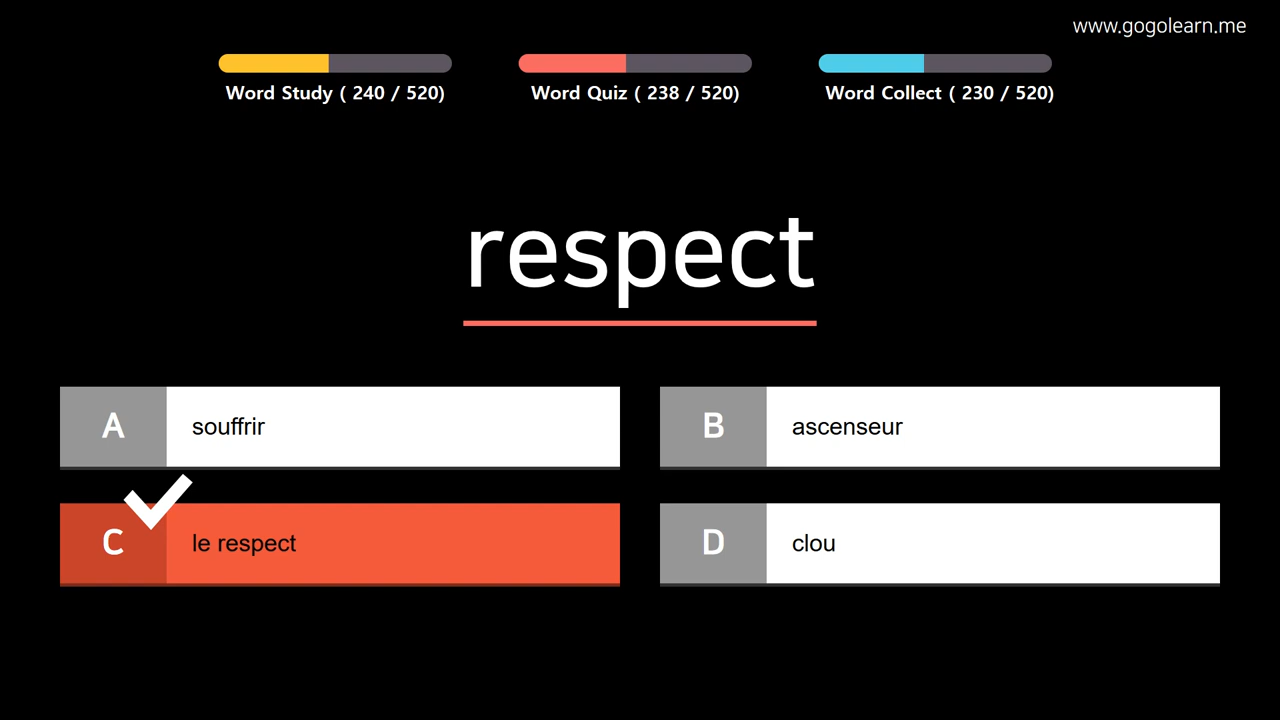 www.gogolearn.me
Word Study ( 240 / 520)
Word Quiz ( 238 / 520)
Word Collect ( 230 / 520)
respect
A
souffrir
B
ascenseur
C
le respect
D
clou